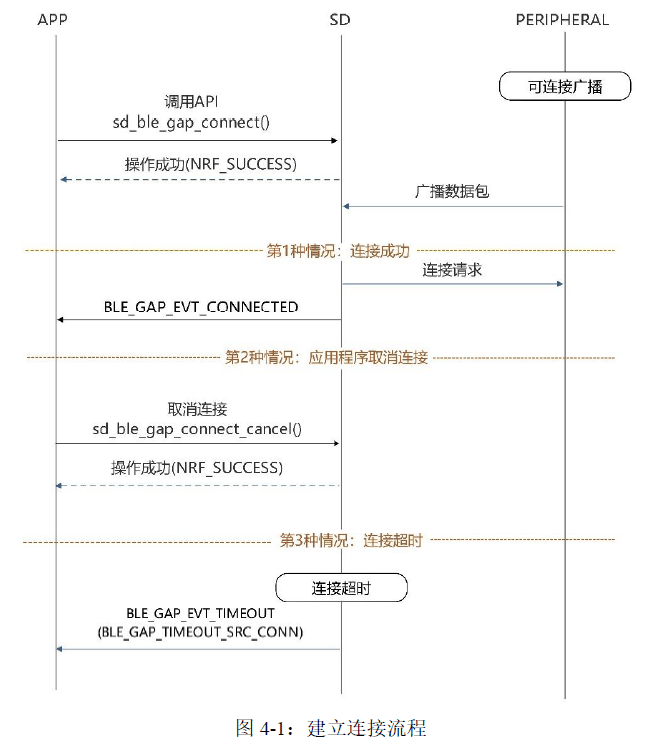 APP
SD
PERIPHERAL
可连接广播
调用API
sd_ble_gap_connect()
操作成功(NRF_SUCCESS)
广播数据包
第1种情况：连接成功
连接请求
BLE_GAP_EVT_CONNECTED
第2种情况：应用程序取消连接
取消连接
sd_ble_gap_connect_cancel()
操作成功(NRF_SUCCESS)
第3种情况：连接超时
连接超时
BLE_GAP_EVT_TIMEOUT
(BLE_GAP_TIMEOUT_SRC_CONN)
图 4-1：建立连接流程